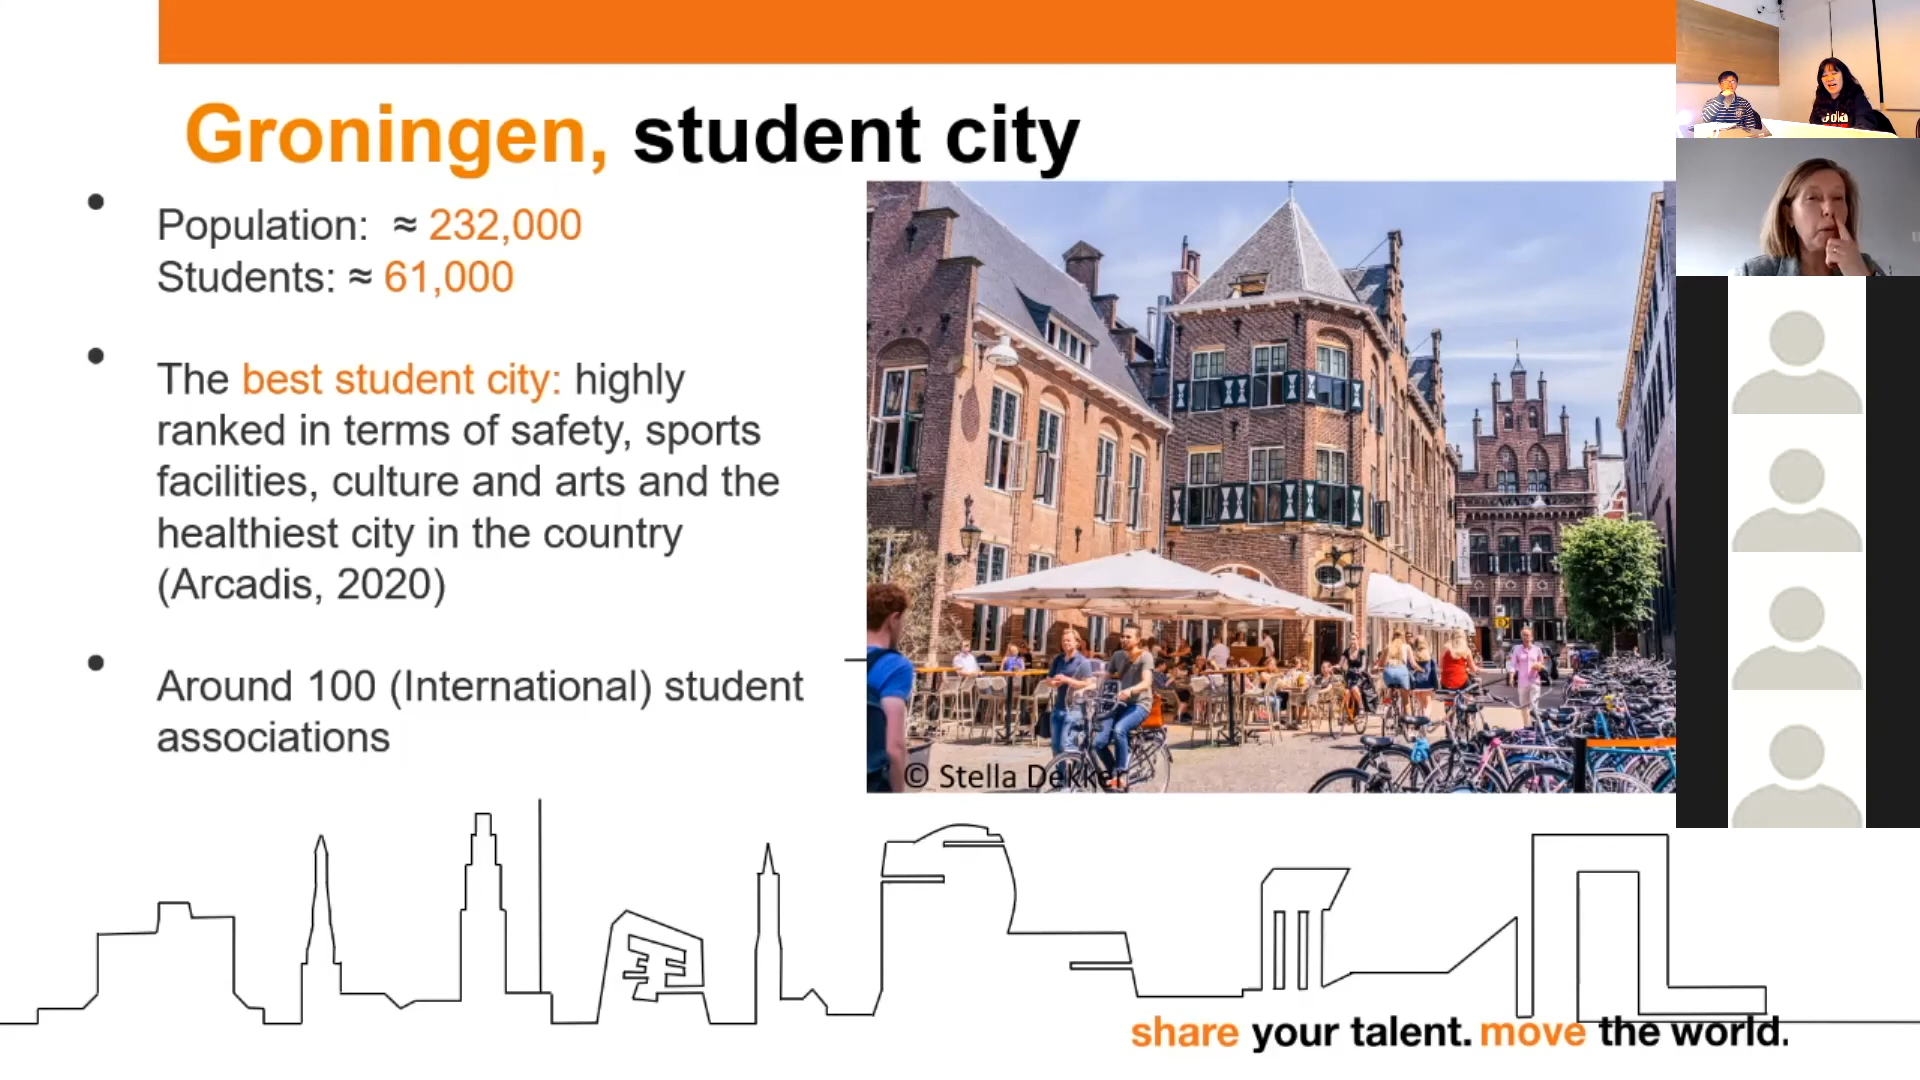 Groningen, student city
Population: ≈ 232,000
Students: ≈ 61,000
The best student city: highly
ranked in terms of safety, sports
facilities, culture and arts and the
healthiest city in the country
(Arcadis, 2020)
Around 100 (International) student
associations
© Stella Dekker
share your talent. move the world.